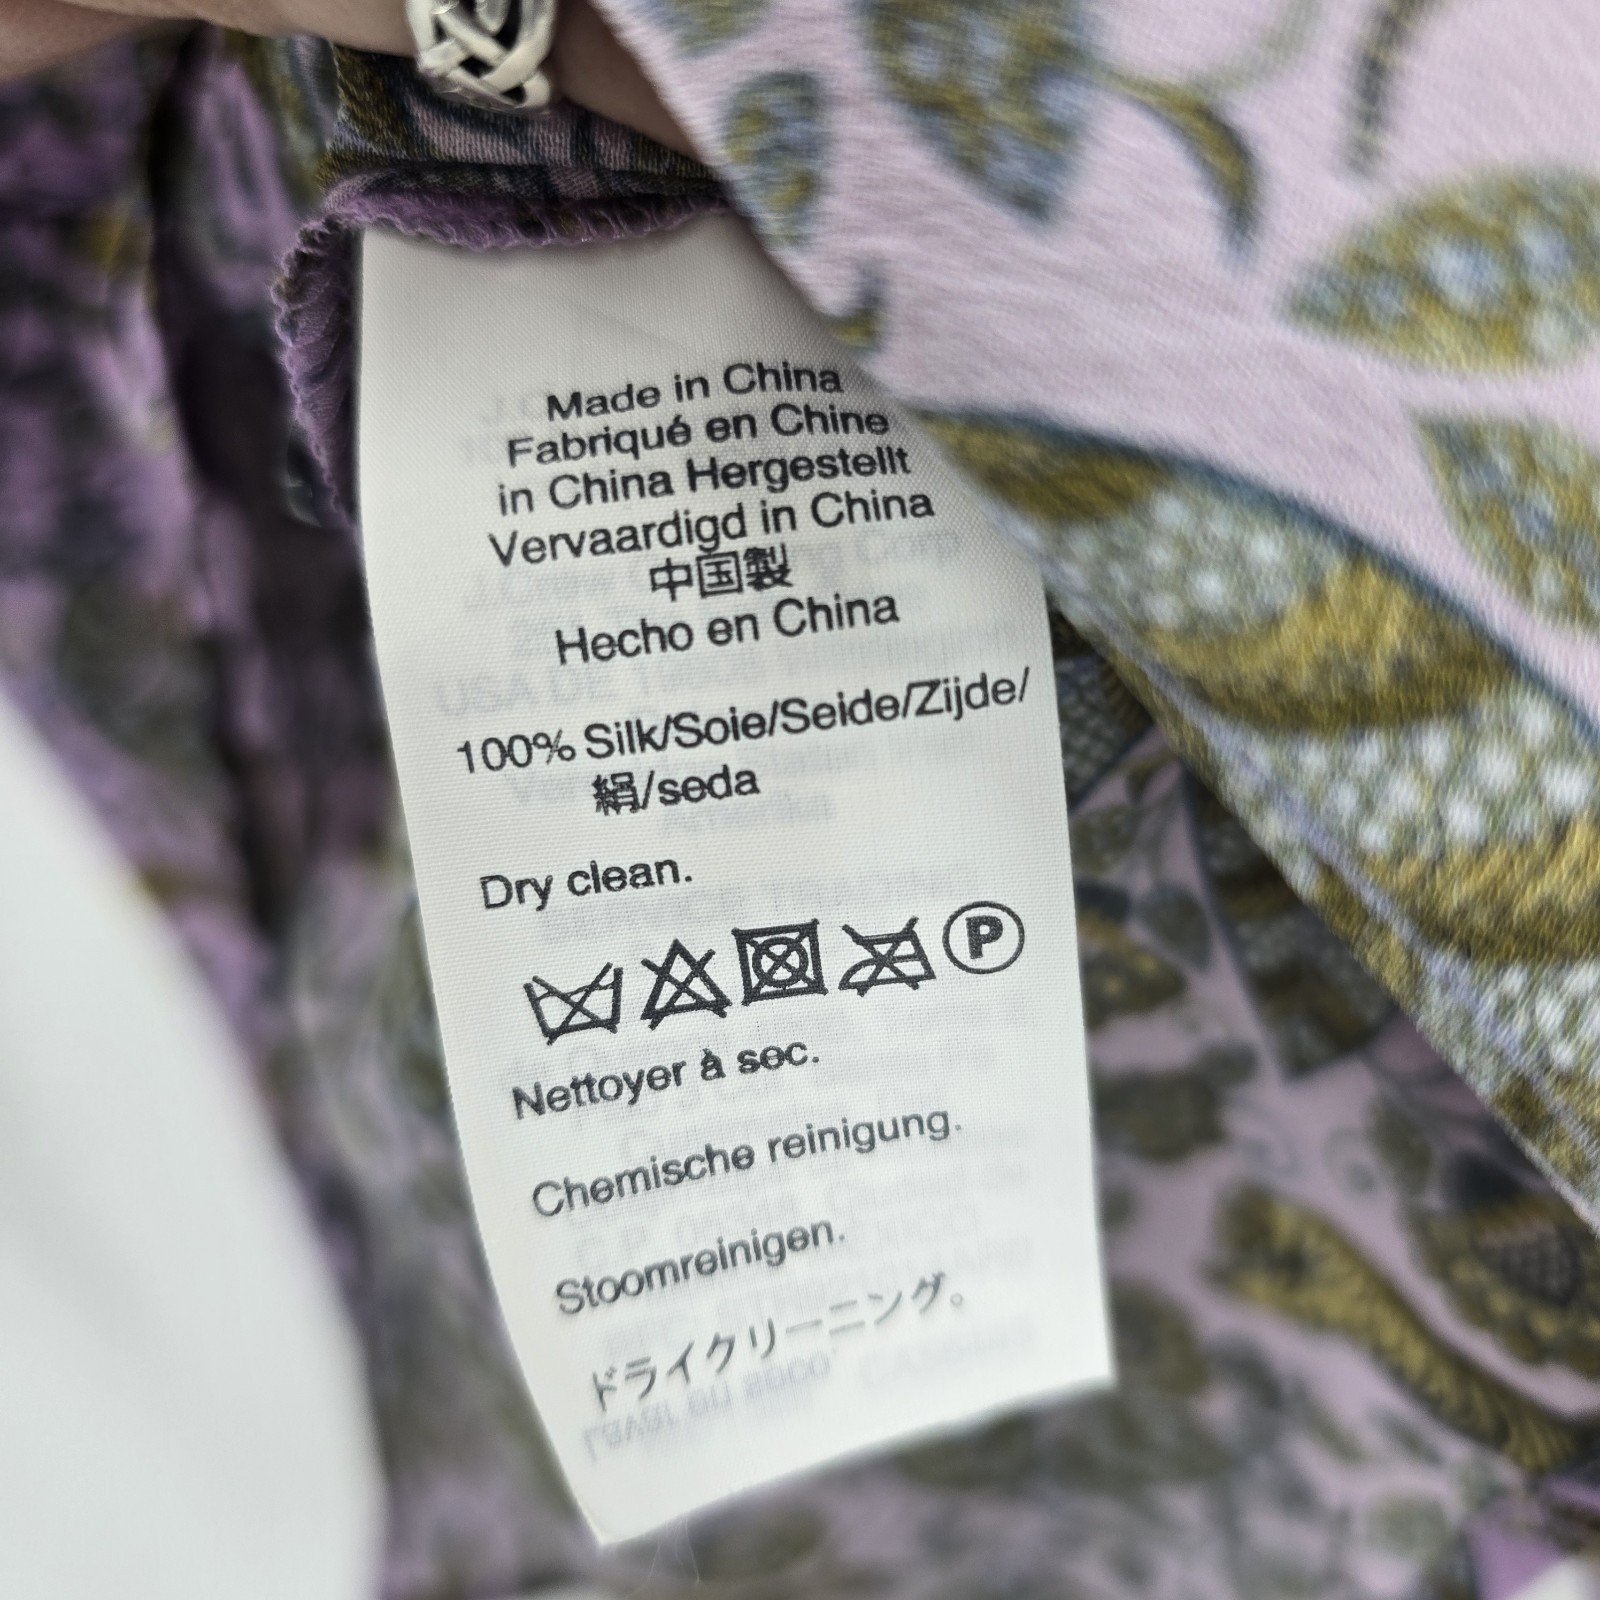 Made in China
Fabriqué en Chine
in China Hergestellt
Vervaardigd in China
中国製
Hecho en China
100% Silk/Soie/Seide/Zijde/
絹/seda
Dry clean.
P
Nettoyer à sec.
Chemische reinigung.
Stoomreinigen.
ドライクリーニング。